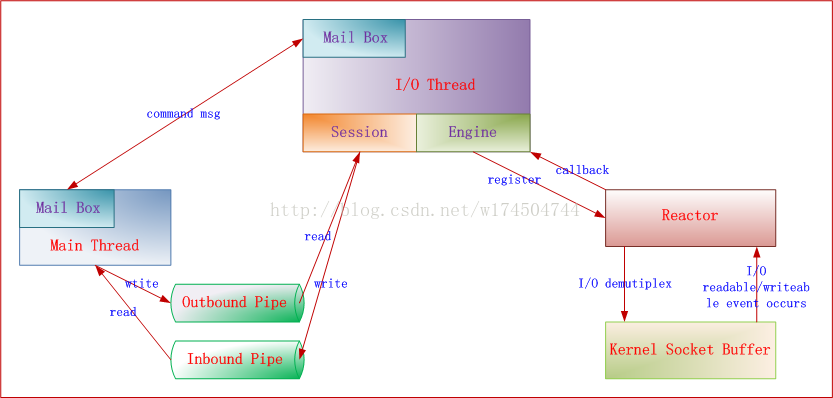 Mail Box
I/O Thread
command msg
Session
Engine
callback
register
Mail Box
Main Thread
http://blog.csdn.net/w174504744
Reactor
read
wtite
Outbound Pipe
write
read
I/O demutiplex
I/O
readable/writeab
le event occurs
Inbound Pipe
Kernel Socket Buffer